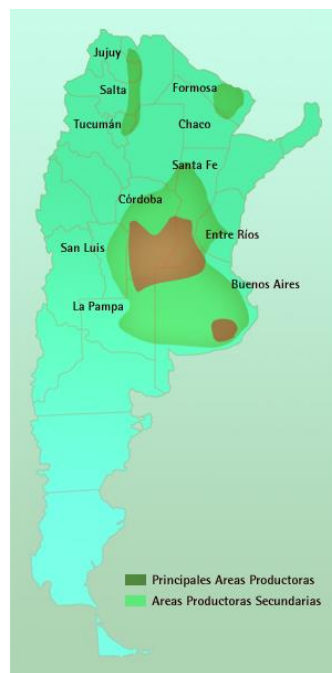 Jujuy
Salta
Formosa
Tucumán
Chaco
Santa Fe
Córdoba
Entre Ríos
San Luis
Buenos Aires
La Pampa
Principales Areas Productoras
Areas Productoras Secundarias